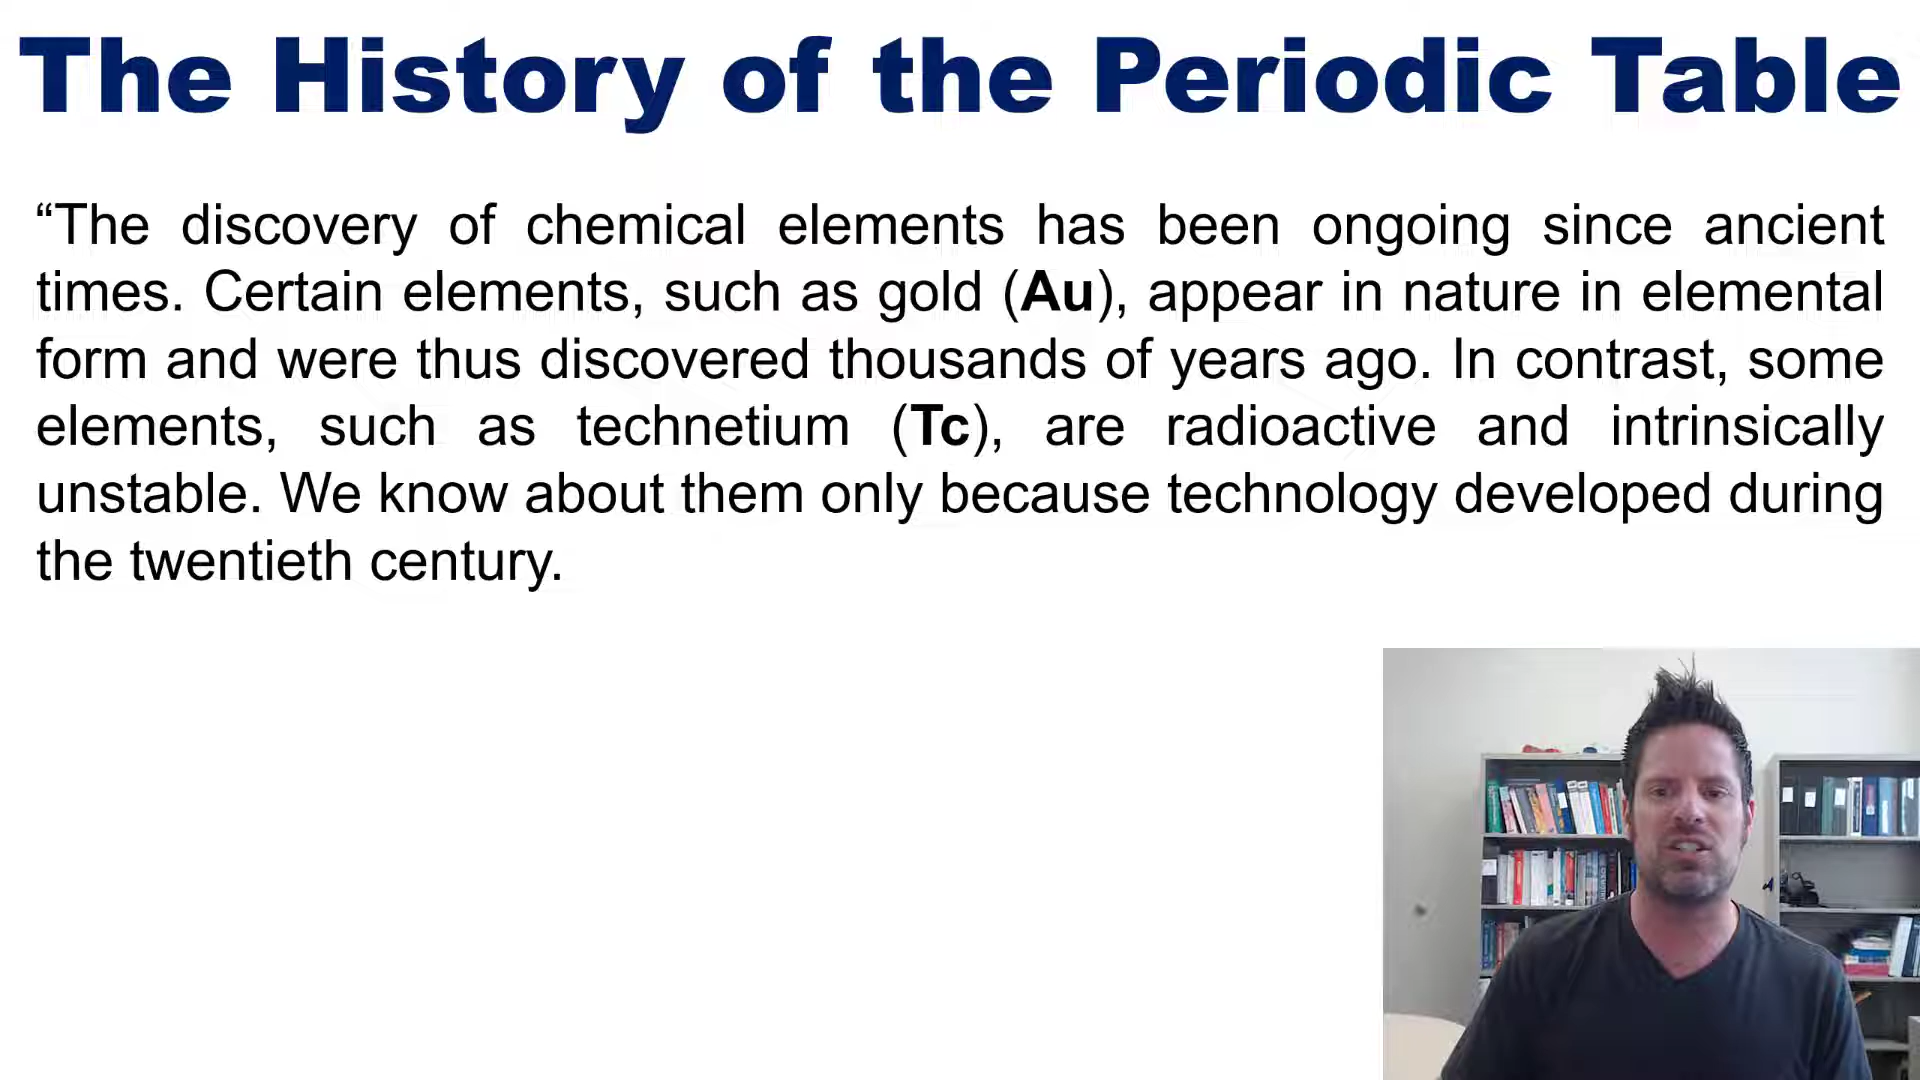 The History of the Periodic Table
“The discovery of chemical elements has been ongoing since ancient
times. Certain elements, such as gold (Au), appear in nature in elemental
form and were thus discovered thousands of years ago. In contrast, some
elements, such as technetium (Tc), are radioactive and intrinsically
unstable. We know about them only because technology developed during
the twentieth century.